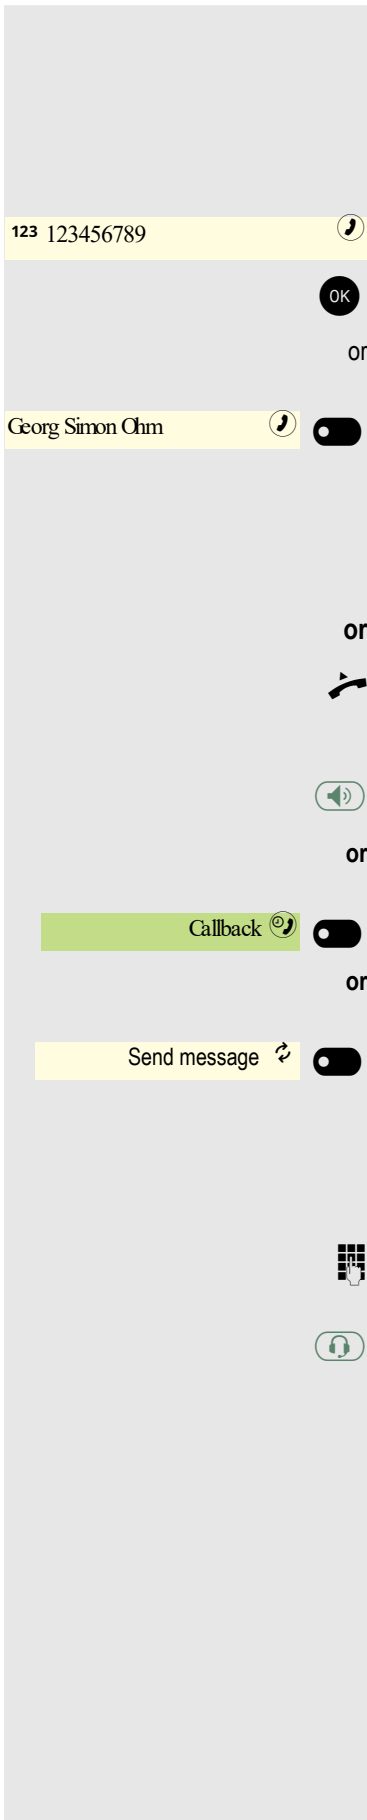 123 123456789
OK
or
Georg Simon Ohm
or
or
Callback
or
Send message